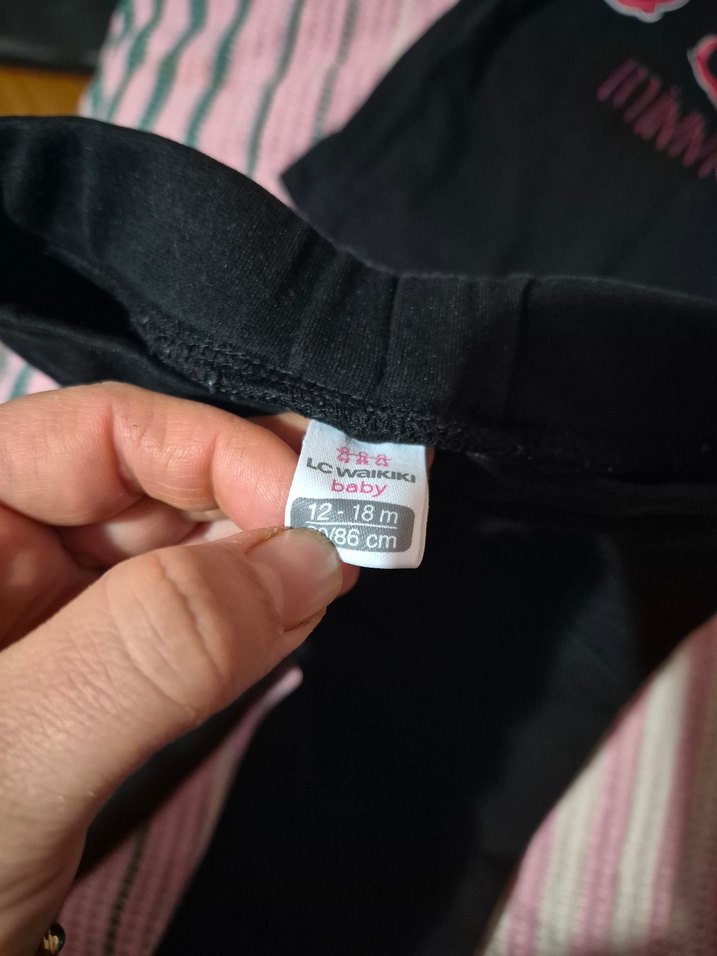 LC WAIKIKI
baby
12 - 18 m
/86 cm